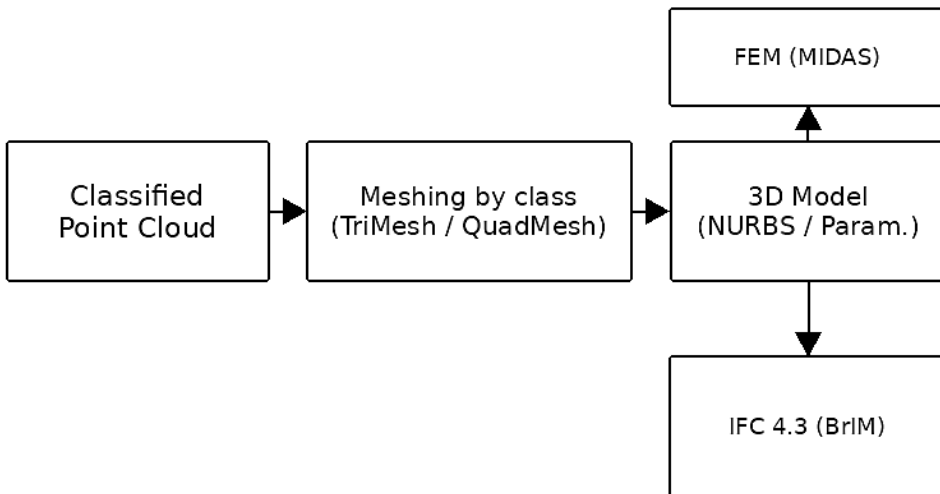 FEM (MIDAS)
Classified
Point Cloud
Meshing by class
(TriMesh / QuadMesh)
3D Model
(NURBS / Param.)
IFC 4.3 (BrIM)